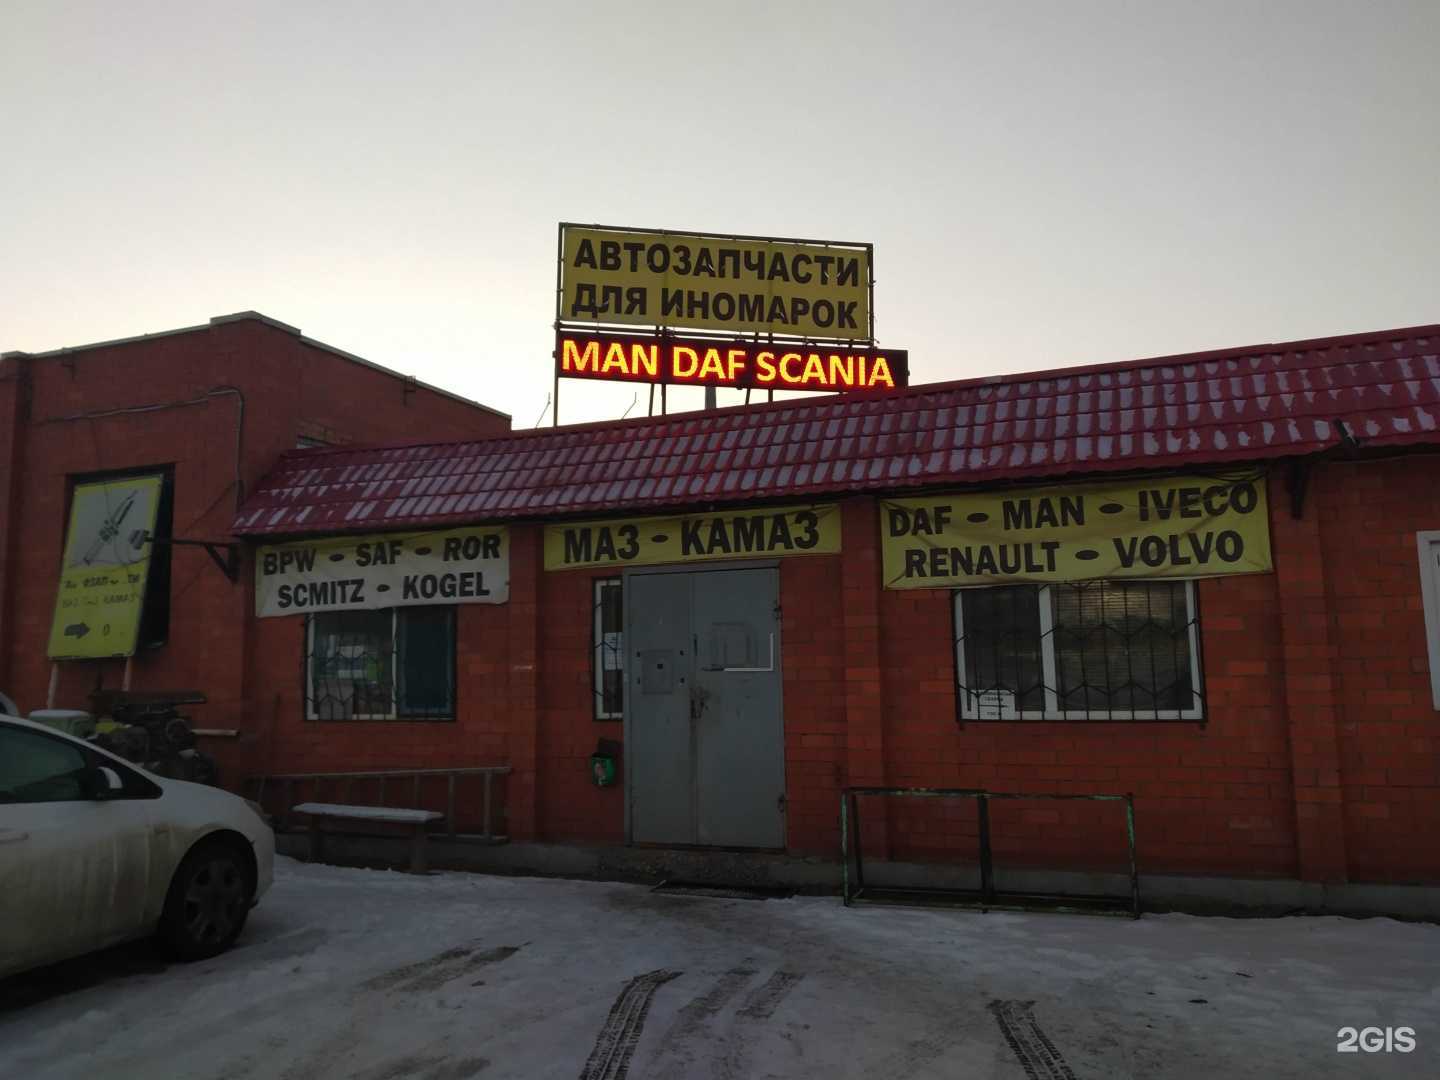 АВТОЗАПЧАСТИ
ДЛЯ ИНОМАРОК
MAN DAF SCANIA
BPW - SAF - ROR
SCMITZ - KOGEL
МАЗ - КАМАЗ
DAF - MAN - IVECO
RENAULT - VOLVO
КАМАЗ
2GIS